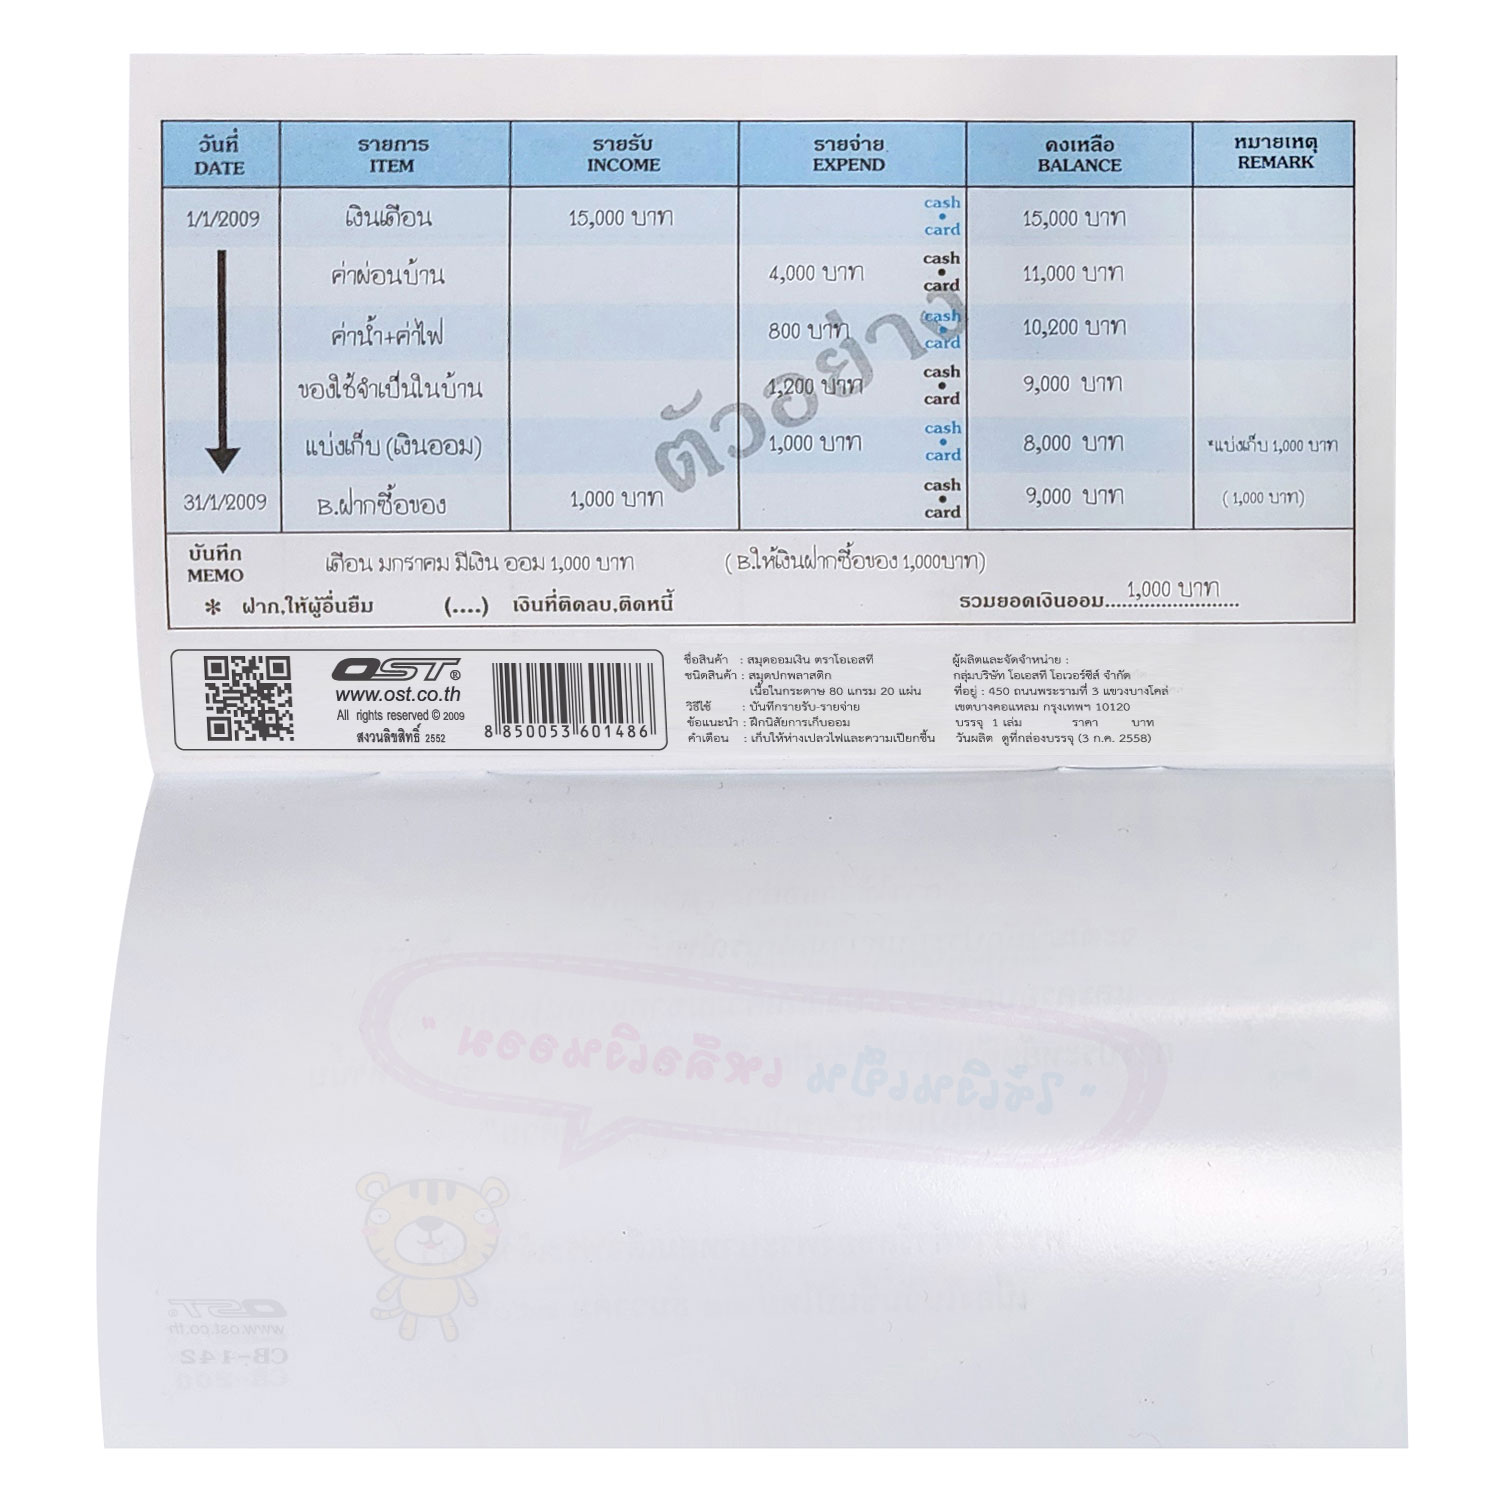 วันที่ รายการ รายรับ รายจ่าย คงเหลือ หมายเหตุ
DATE ITEM INCOME EXPEND BALANCE REMARK
1/1/2009 เงินเดือน 15,000 บาท cash • card 15,000 บาท
ค่าผ่อนบ้าน 4,000 บาท cash • card 11,000 บาท
ค่าน้ำ+ค่าไฟ 800 บาท cash • card 10,200 บาท
ของใช้จำเป็นในบ้าน 1,200 บาท cash • card 9,000 บาท
แบ่งเก็บ (เงินออม) 1,000 บาท cash • card 8,000 บาท *แบ่งเก็บ 1,000 บาท
31/1/2009 B.ฝากซื้อของ 1,000 บาท cash • card 9,000 บาท (1,000 บาท)
ตัวอย่าง
บันทึก
MEMO เดือน มกราคม มีเงิน ออม 1,000 บาท (B.ให้เงินฝากซื้อของ 1,000บาท)
* ฝาก,ให้ผู้อื่นยืม (....) เงินที่ติดลบ,ติดหนี้ รวมยอดเงินออม........................ 1,000 บาท
OST®
www.ost.co.th
All rights reserved © 2009
สงวนลิขสิทธิ์ 2552
8 850053 601486
ชื่อสินค้า : สมุดออมเงิน ตราโอเอสที
ชนิดสินค้า : สมุดปกพลาสติก
เนื้อในกระดาษ 80 แกรม 20 แผ่น
วิธีใช้ : บันทึกรายรับ-รายจ่าย
ข้อแนะนำ : ฝึกนิสัยการเก็บออม
คำเตือน : เก็บให้ห่างเปลวไฟและความเปียกชื้น
ผู้ผลิตและจัดจำหน่าย :
กลุ่มบริษัท โอเอสที โอเวอร์ซีส์ จำกัด
ที่อยู่ : 450 ถนนพระรามที่ 3 แขวงบางโคล่
เขตบางคอแหลม กรุงเทพฯ 10120
บรรจุ 1 เล่ม ราคา บาท
วันผลิต ดูที่กล่องบรรจุ (3 ก.ค. 2558)
"ใช้เงินเป็น เหลือเงินออม"
OST®
www.ost.co.th
CB-142